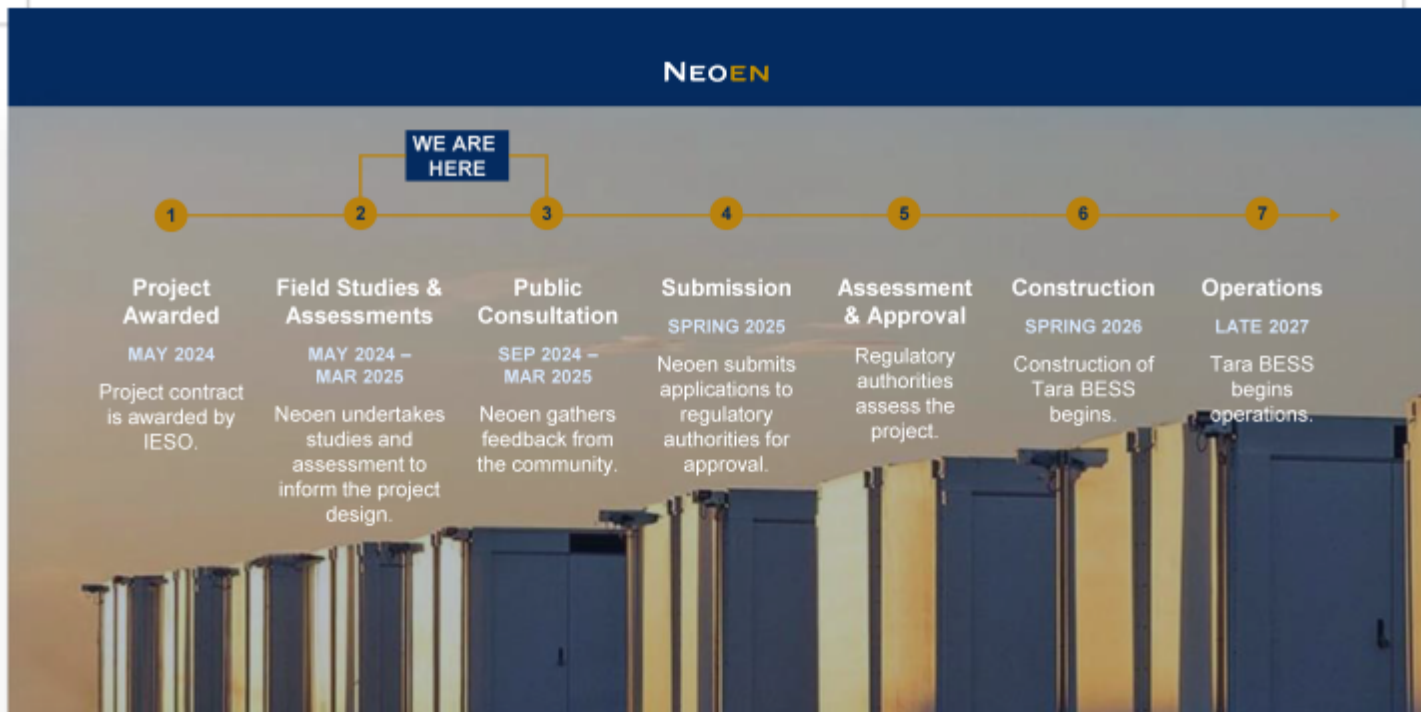 NEOEN
WE ARE
HERE
1
2
3
4
5
6
7
Project
Awarded
MAY 2024
Project contract
is awarded by
IESO.
Field Studies &
Assessments
MAY 2024 –
MAR 2025
Neoen undertakes
studies and
assessment to
inform the project
design.
Public
Consultation
SEP 2024 –
MAR 2025
Neoen gathers
feedback from
the community.
Submission
SPRING 2025
Neoen submits
applications to
regulatory
authorities for
approval.
Assessment
& Approval
Regulatory
authorities
assess the
project.
Construction
SPRING 2026
Construction of
Tara BESS
begins.
Operations
LATE 2027
Tara BESS
begins
operations.